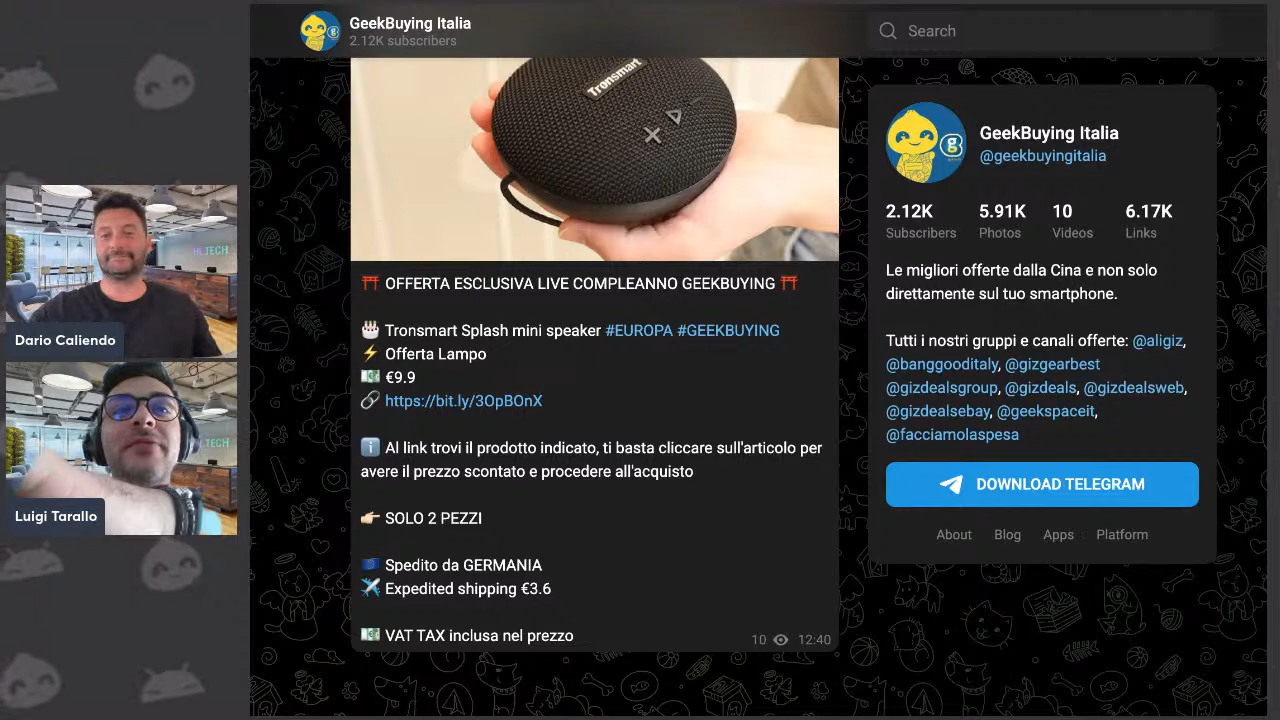 GeekBuying Italia
2.12K subscribers
Search
Tronsmart
OFFERTA ESCLUSIVA LIVE COMPLEANNO GEEKBUYING
Tronsmart Splash mini speaker #EUROPA #GEEKBUYING
Offerta Lampo
€9.9
https://bit.ly/3OpBOnX
Al link trovi il prodotto indicato, ti basta cliccare sull'articolo per
avere il prezzo scontato e procedere all'acquisto
SOLO 2 PEZZI
Spedito da GERMANIA
Expedited shipping €3.6
VAT TAX inclusa nel prezzo
10 12:40
GeekBuying Italia
@geekbuyingitalia
2.12K 5.91K 10 6.17K
Subscribers Photos Videos Links
Le migliori offerte dalla Cina e non solo
direttamente sul tuo smartphone.
Tutti i nostri gruppi e canali offerte: @aligiz,
@banggooditaly, @gizgearbest
@gizdealsgroup, @gizdeals, @gizdealsweb,
@gizdealsebay, @geekspaceit,
@facciamolaspesa
DOWNLOAD TELEGRAM
About Blog Apps Platform
Dario Caliendo
Luigi Tarallo